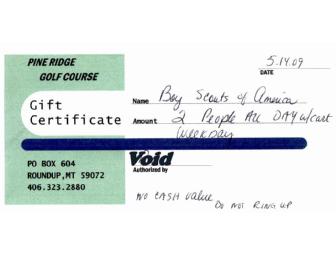 PINE RIDGE
GOLF COURSE
5.14.09
DATE
Gift
Certificate
Name Boy Scouts of America
Amount 2 People All DAY w/cart
Weekday
PO BOX 604
ROUNDUP, MT 59072
406.323.2880
Void
Authorized by
NO CASH value
DO NOT RING UP